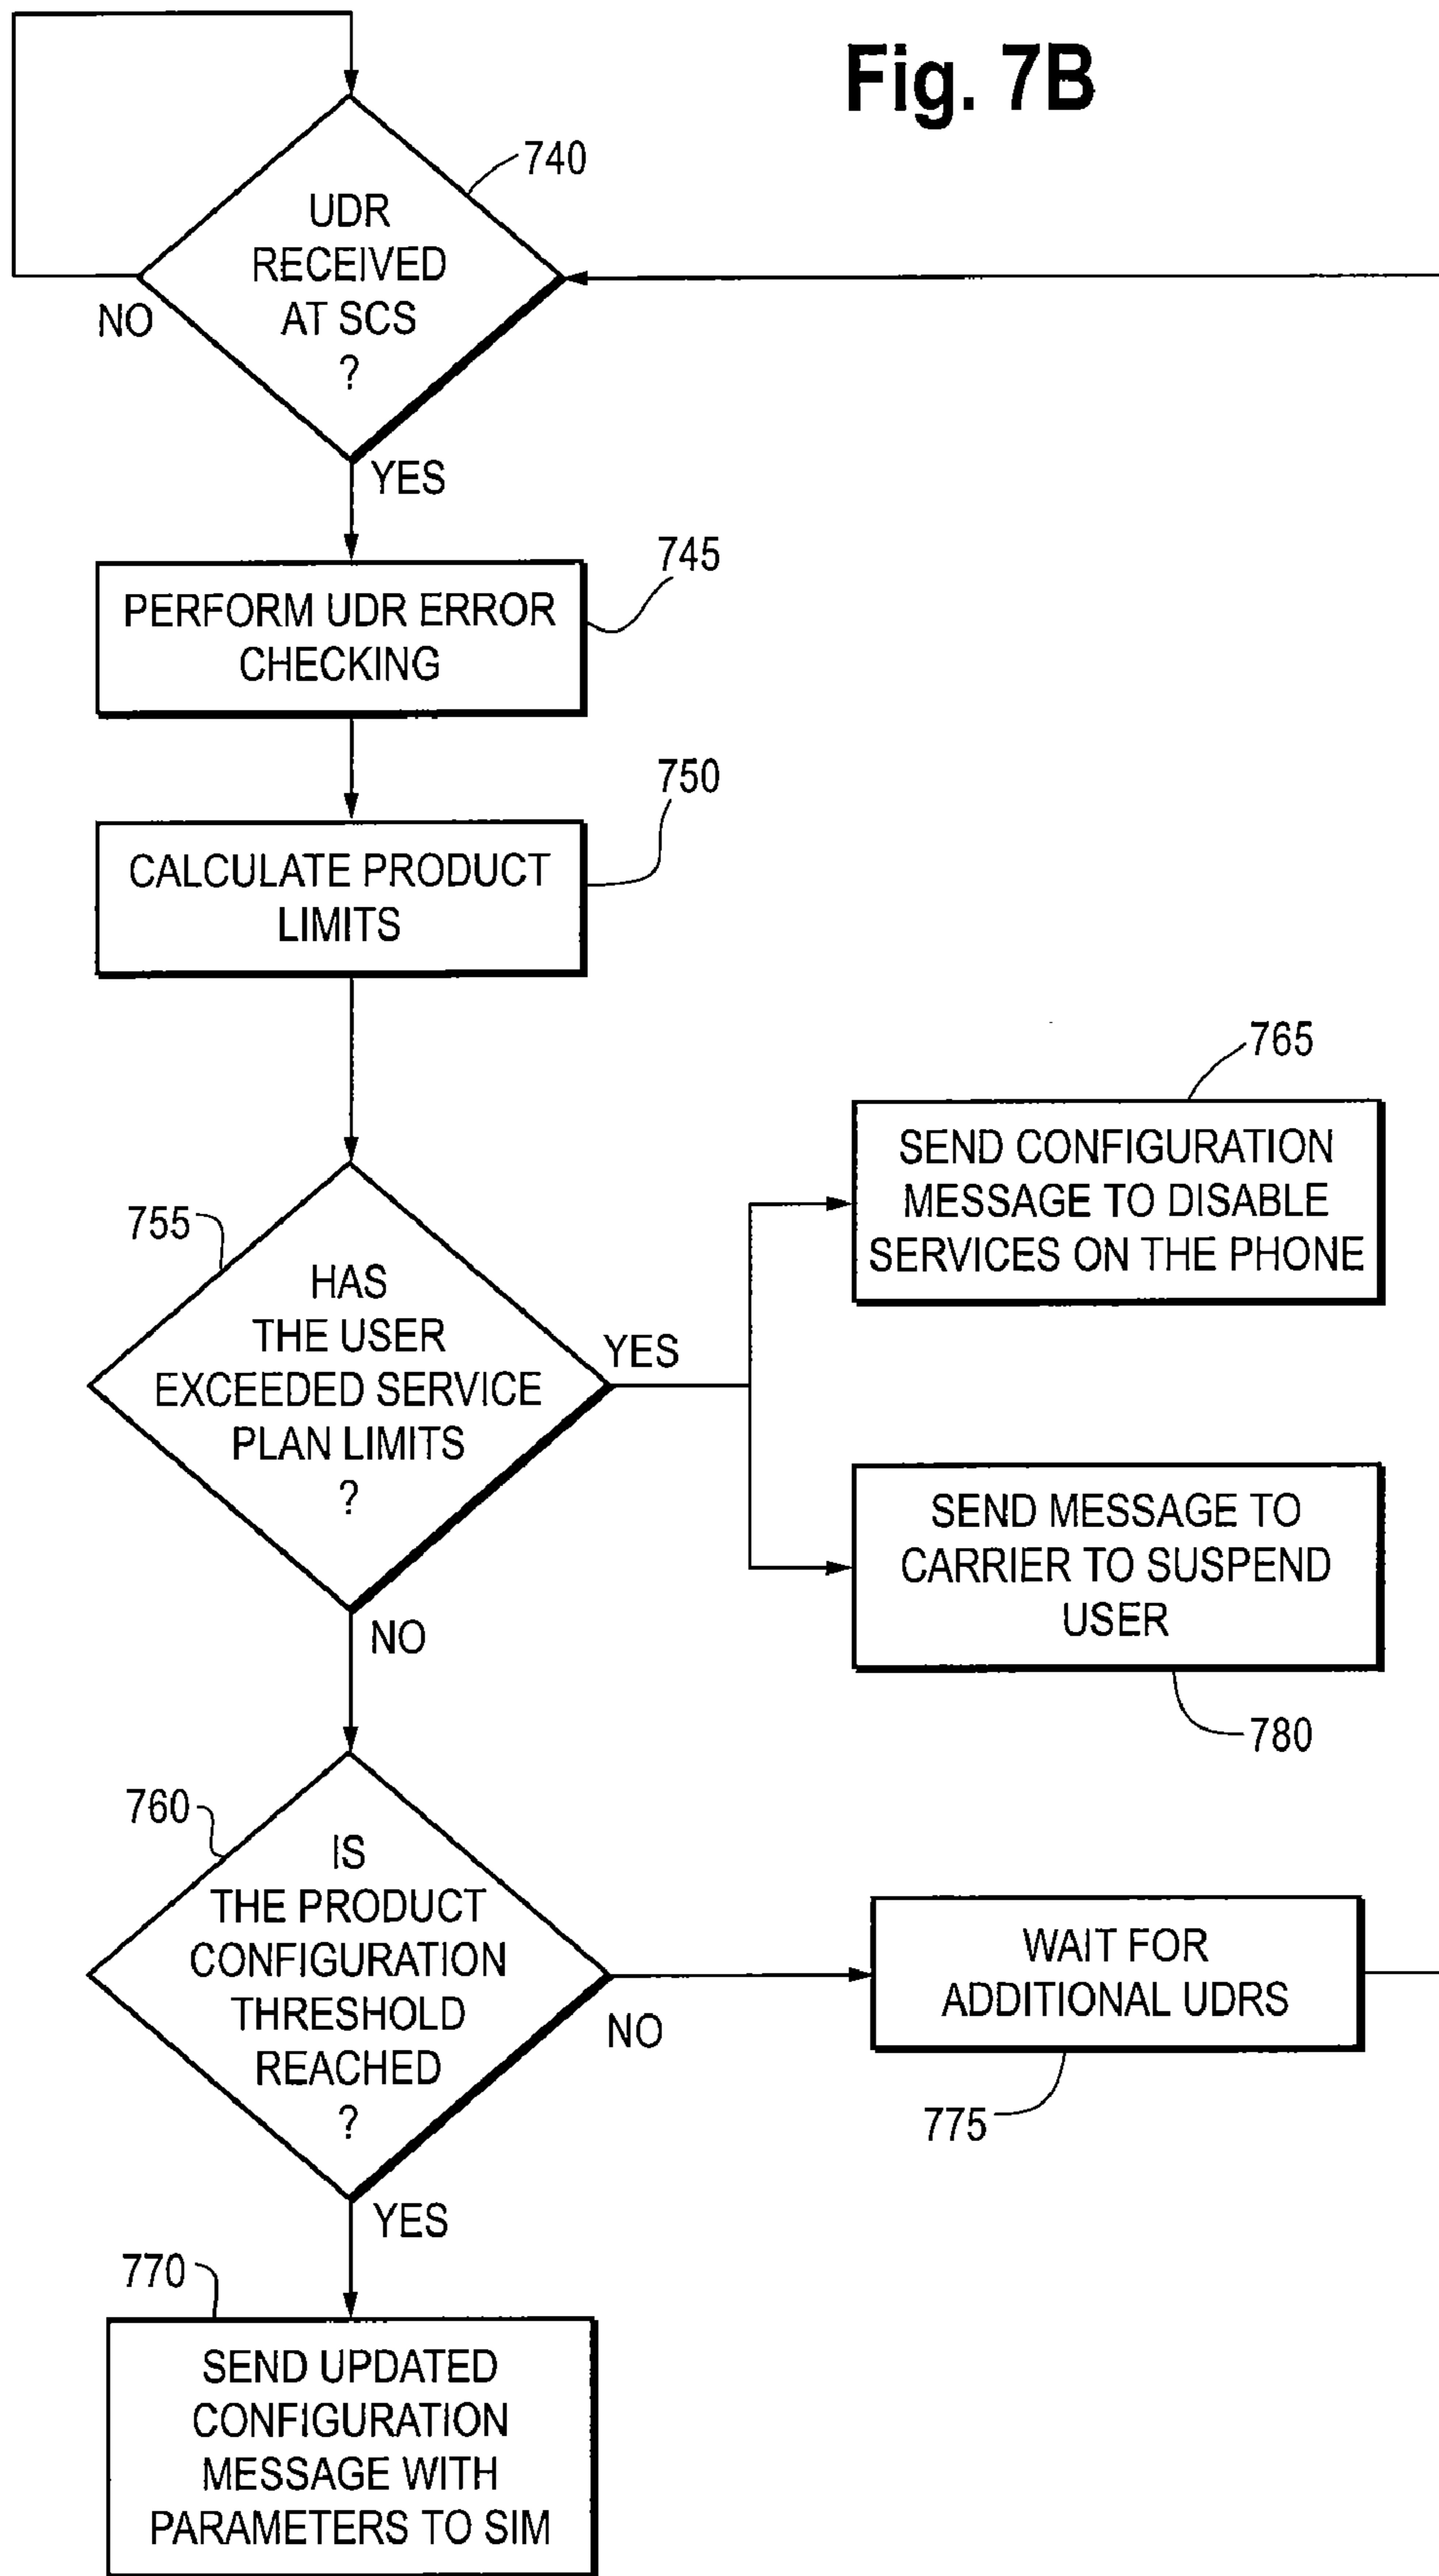 Fig. 7B
740
UDR
RECEIVED
AT SCS
?
NO
YES
745
PERFORM UDR ERROR
CHECKING
750
CALCULATE PRODUCT
LIMITS
755
HAS
THE USER
EXCEEDED SERVICE
PLAN LIMITS
?
YES
NO
765
SEND CONFIGURATION
MESSAGE TO DISABLE
SERVICES ON THE PHONE
SEND MESSAGE TO
CARRIER TO SUSPEND
USER
780
760
IS
THE PRODUCT
CONFIGURATION
THRESHOLD
REACHED
?
NO
YES
WAIT FOR
ADDITIONAL UDRS
775
770
SEND UPDATED
CONFIGURATION
MESSAGE WITH
PARAMETERS TO SIM